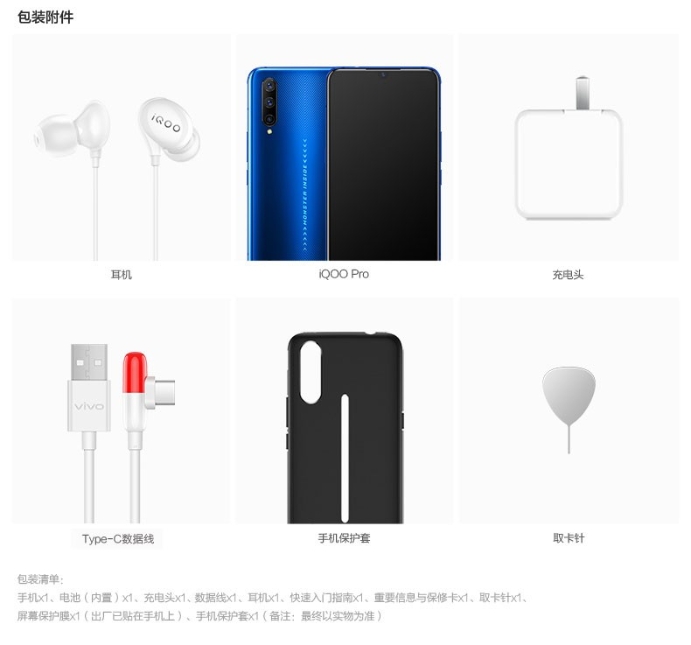 包装附件
iQOO
MONSTER INSIDE
耳机
iQOO Pro
充电头
vivo
Type-C数据线
手机保护套
取卡针
包装清单：
手机x1、电池（内置）x1、充电头x1、数据线x1、耳机x1、快速入门指南x1、重要信息与保修卡x1、取卡针x1、
屏幕保护膜x1（出厂已贴在手机上）、手机保护套x1（备注：最终以实物为准）